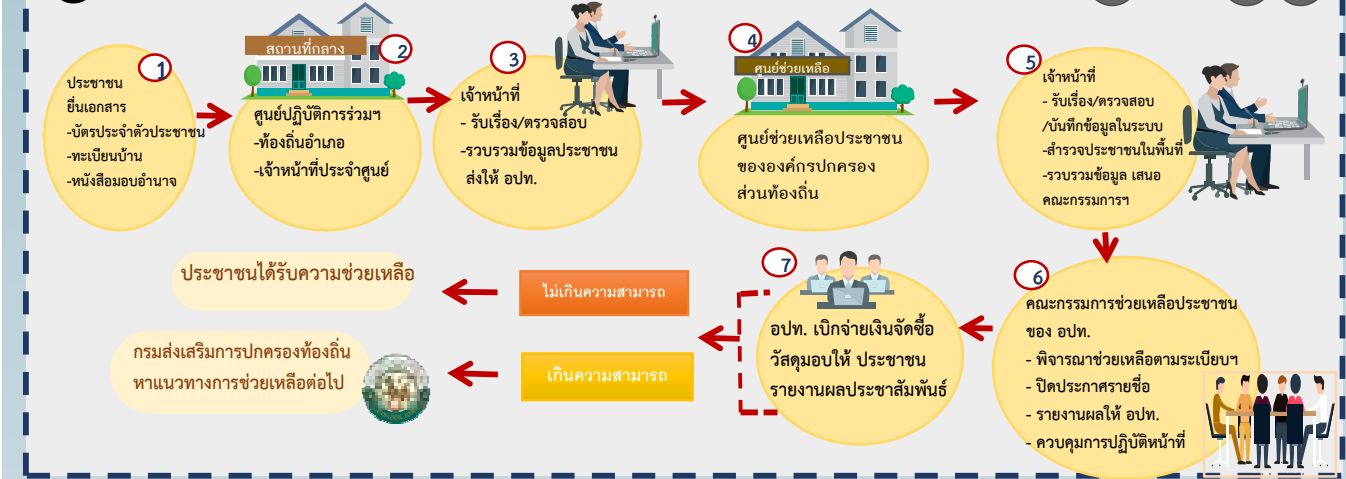 1
ประชาชน
ยื่นเอกสาร
-บัตรประจำตัวประชาชน
-ทะเบียนบ้าน
-หนังสือมอบอำนาจ
สถานที่กลาง
2
ศูนย์ปฏิบัติการร่วมฯ
-ท้องถิ่นอำเภอ
-เจ้าหน้าที่ประจำศูนย์
3
เจ้าหน้าที่
- รับเรื่อง/ตรวจสอบ
-รวบรวมข้อมูลประชาชน
ส่งให้ อปท.
4
ศูนย์ช่วยเหลือ
ศูนย์ช่วยเหลือประชาชน
ขององค์กรปกครอง
ส่วนท้องถิ่น
5
เจ้าหน้าที่
- รับเรื่อง/ตรวจสอบ
/บันทึกข้อมูลในระบบ
-สำรวจประชาชนในพื้นที่
-รวบรวมข้อมูล เสนอ
คณะกรรมการฯ
6
คณะกรรมการช่วยเหลือประชาชน
ของ อปท.
- พิจารณาช่วยเหลือตามระเบียบฯ
- ปิดประกาศรายชื่อ
- รายงานผลให้ อปท.
- ควบคุมการปฏิบัติหน้าที่
7
อปท. เบิกจ่ายเงินจัดซื้อ
วัสดุมอบให้ ประชาชน
รายงานผลประชาสัมพันธ์
ไม่เกินความสามารถ
ประชาชนได้รับความช่วยเหลือ
เกินความสามารถ
กรมส่งเสริมการปกครองท้องถิ่น
หาแนวทางการช่วยเหลือต่อไป